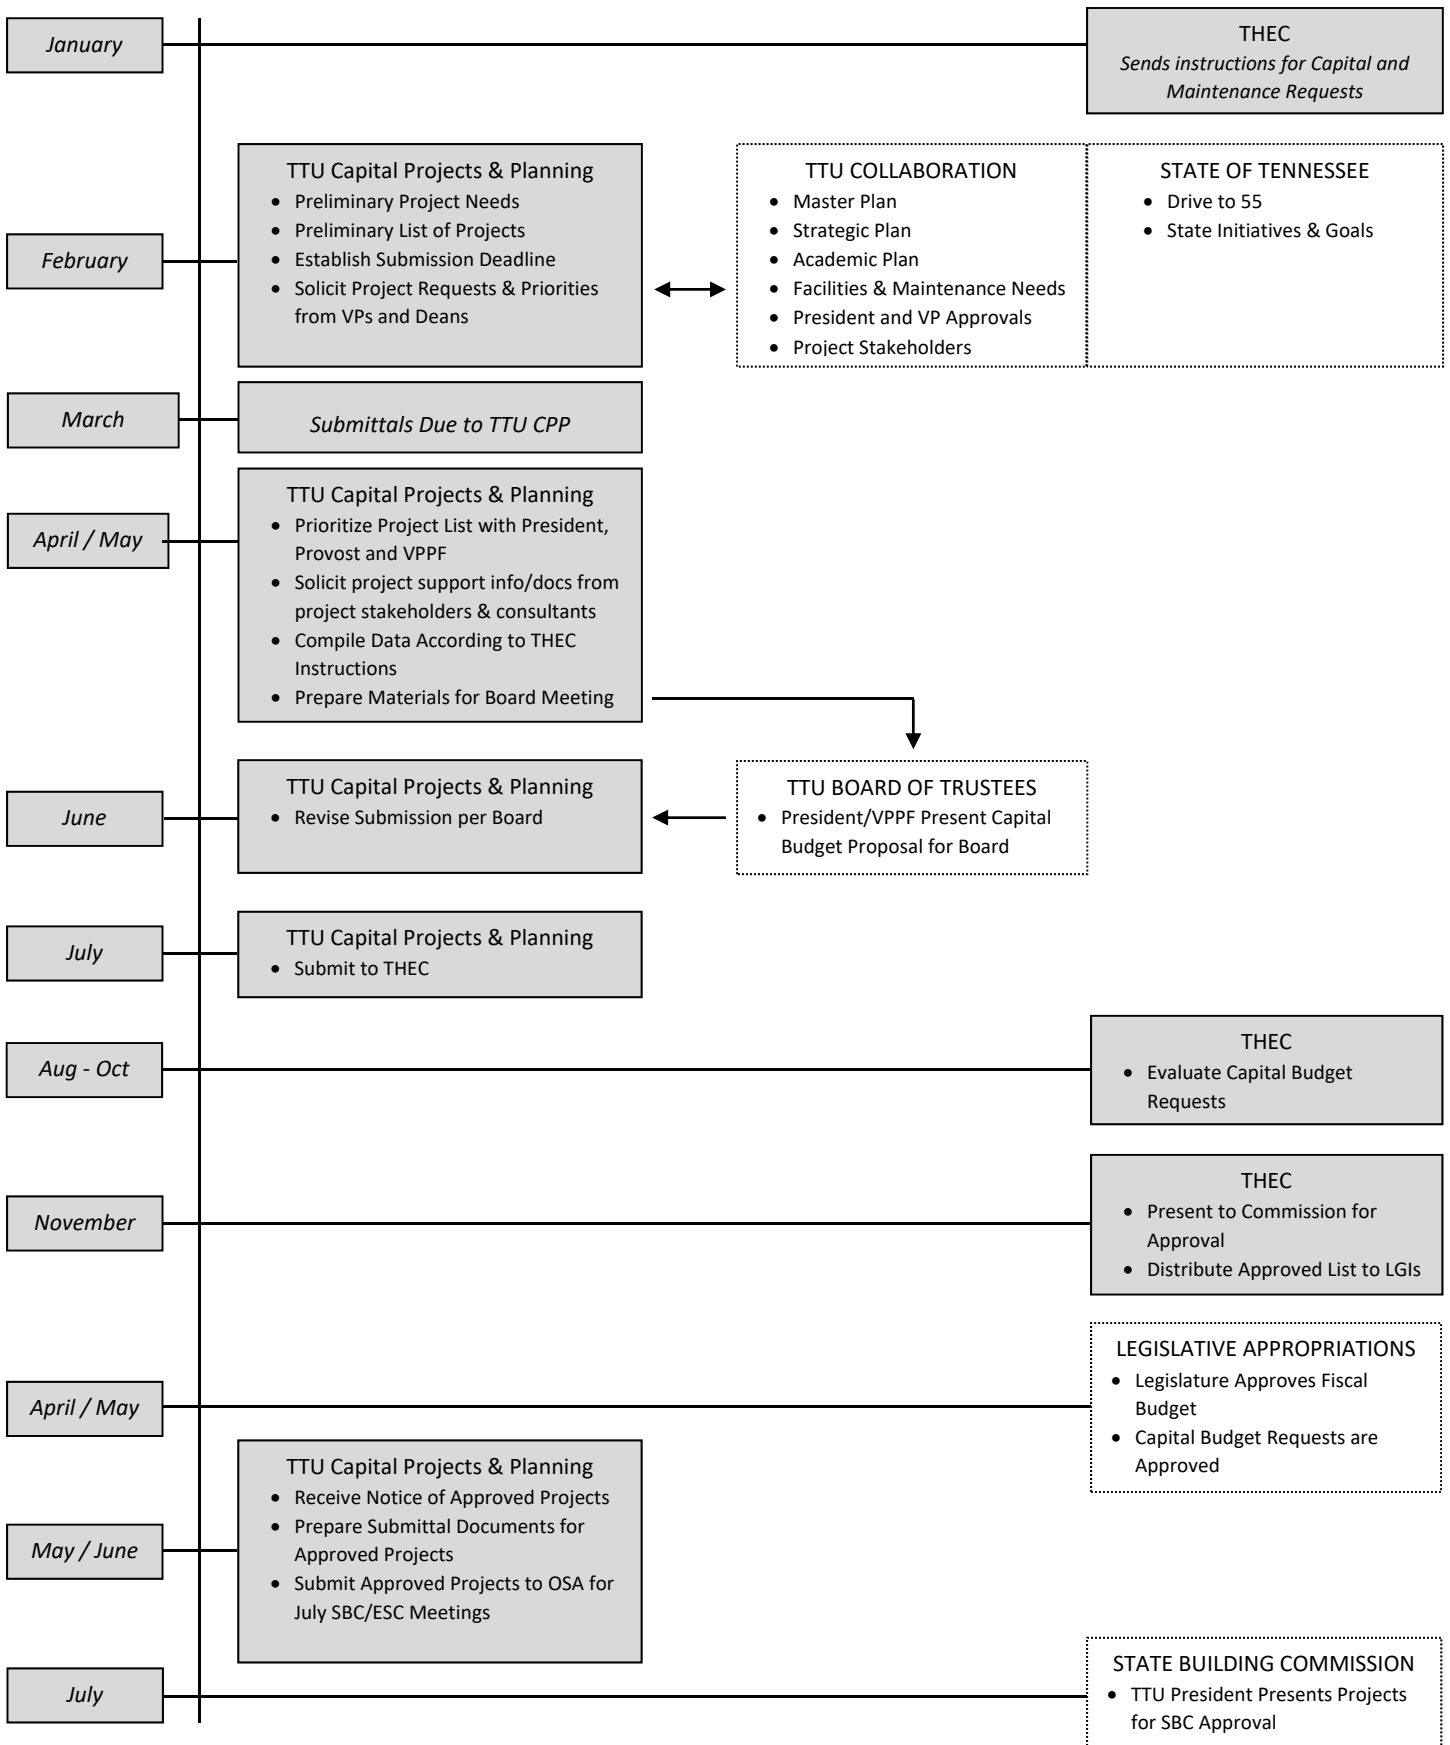 January
THEC
Sends instructions for Capital and
Maintenance Requests
February
TTU Capital Projects & Planning
• Preliminary Project Needs
• Preliminary List of Projects
• Establish Submission Deadline
• Solicit Project Requests & Priorities
from VPs and Deans
TTU COLLABORATION
• Master Plan
• Strategic Plan
• Academic Plan
• Facilities & Maintenance Needs
• President and VP Approvals
• Project Stakeholders
STATE OF TENNESSEE
• Drive to 55
• State Initiatives & Goals
March
Submittals Due to TTU CPP
April / May
TTU Capital Projects & Planning
• Prioritize Project List with President,
Provost and VPPF
• Solicit project support info/docs from
project stakeholders & consultants
• Compile Data According to THEC
Instructions
• Prepare Materials for Board Meeting
June
TTU Capital Projects & Planning
• Revise Submission per Board
TTU BOARD OF TRUSTEES
• President/VPPF Present Capital
Budget Proposal for Board
July
TTU Capital Projects & Planning
• Submit to THEC
Aug - Oct
THEC
• Evaluate Capital Budget
Requests
November
THEC
• Present to Commission for
Approval
• Distribute Approved List to LGIs
April / May
LEGISLATIVE APPROPRIATIONS
• Legislature Approves Fiscal
Budget
• Capital Budget Requests are
Approved
May / June
TTU Capital Projects & Planning
• Receive Notice of Approved Projects
• Prepare Submittal Documents for
Approved Projects
• Submit Approved Projects to OSA for
July SBC/ESC Meetings
July
STATE BUILDING COMMISSION
• TTU President Presents Projects
for SBC Approval